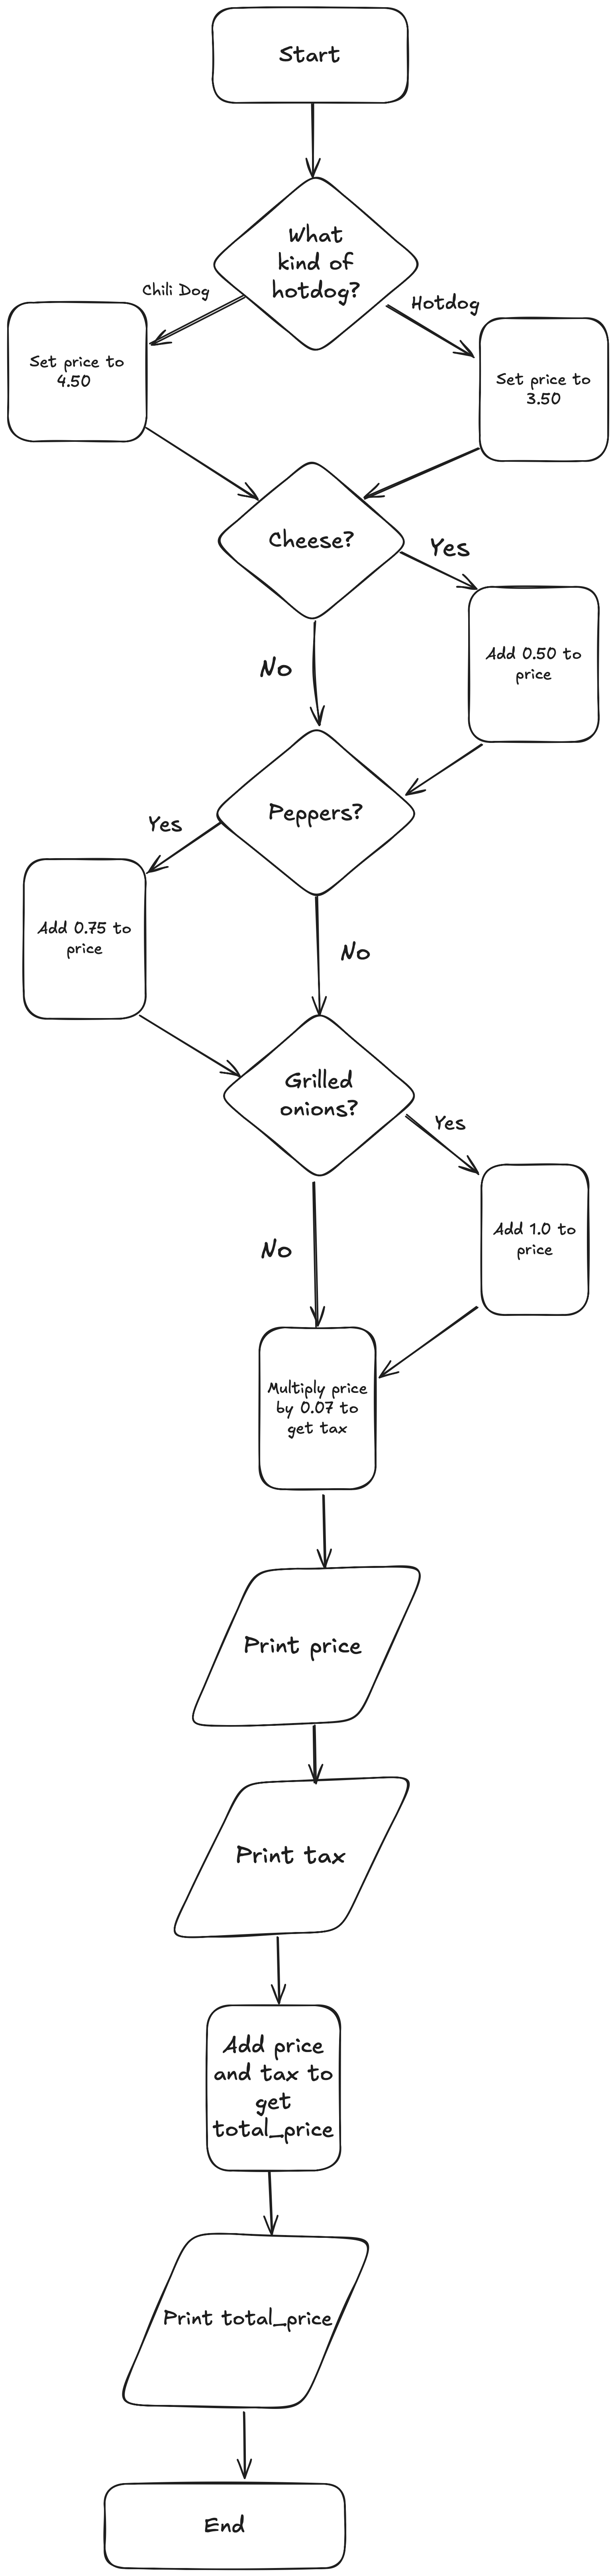 Start
What
kind of
hotdog?
Chili Dog
Hotdog
Set price to
4.50
Set price to
3.50
Cheese?
Yes
Add 0.50 to
price
No
Peppers?
Yes
Add 0.75 to
price
No
Grilled
onions?
Yes
Add 1.0 to
price
No
Multiply price
by 0.07 to
get tax
Print price
Print tax
Add price
and tax to
get
total_price
Print total_price
End